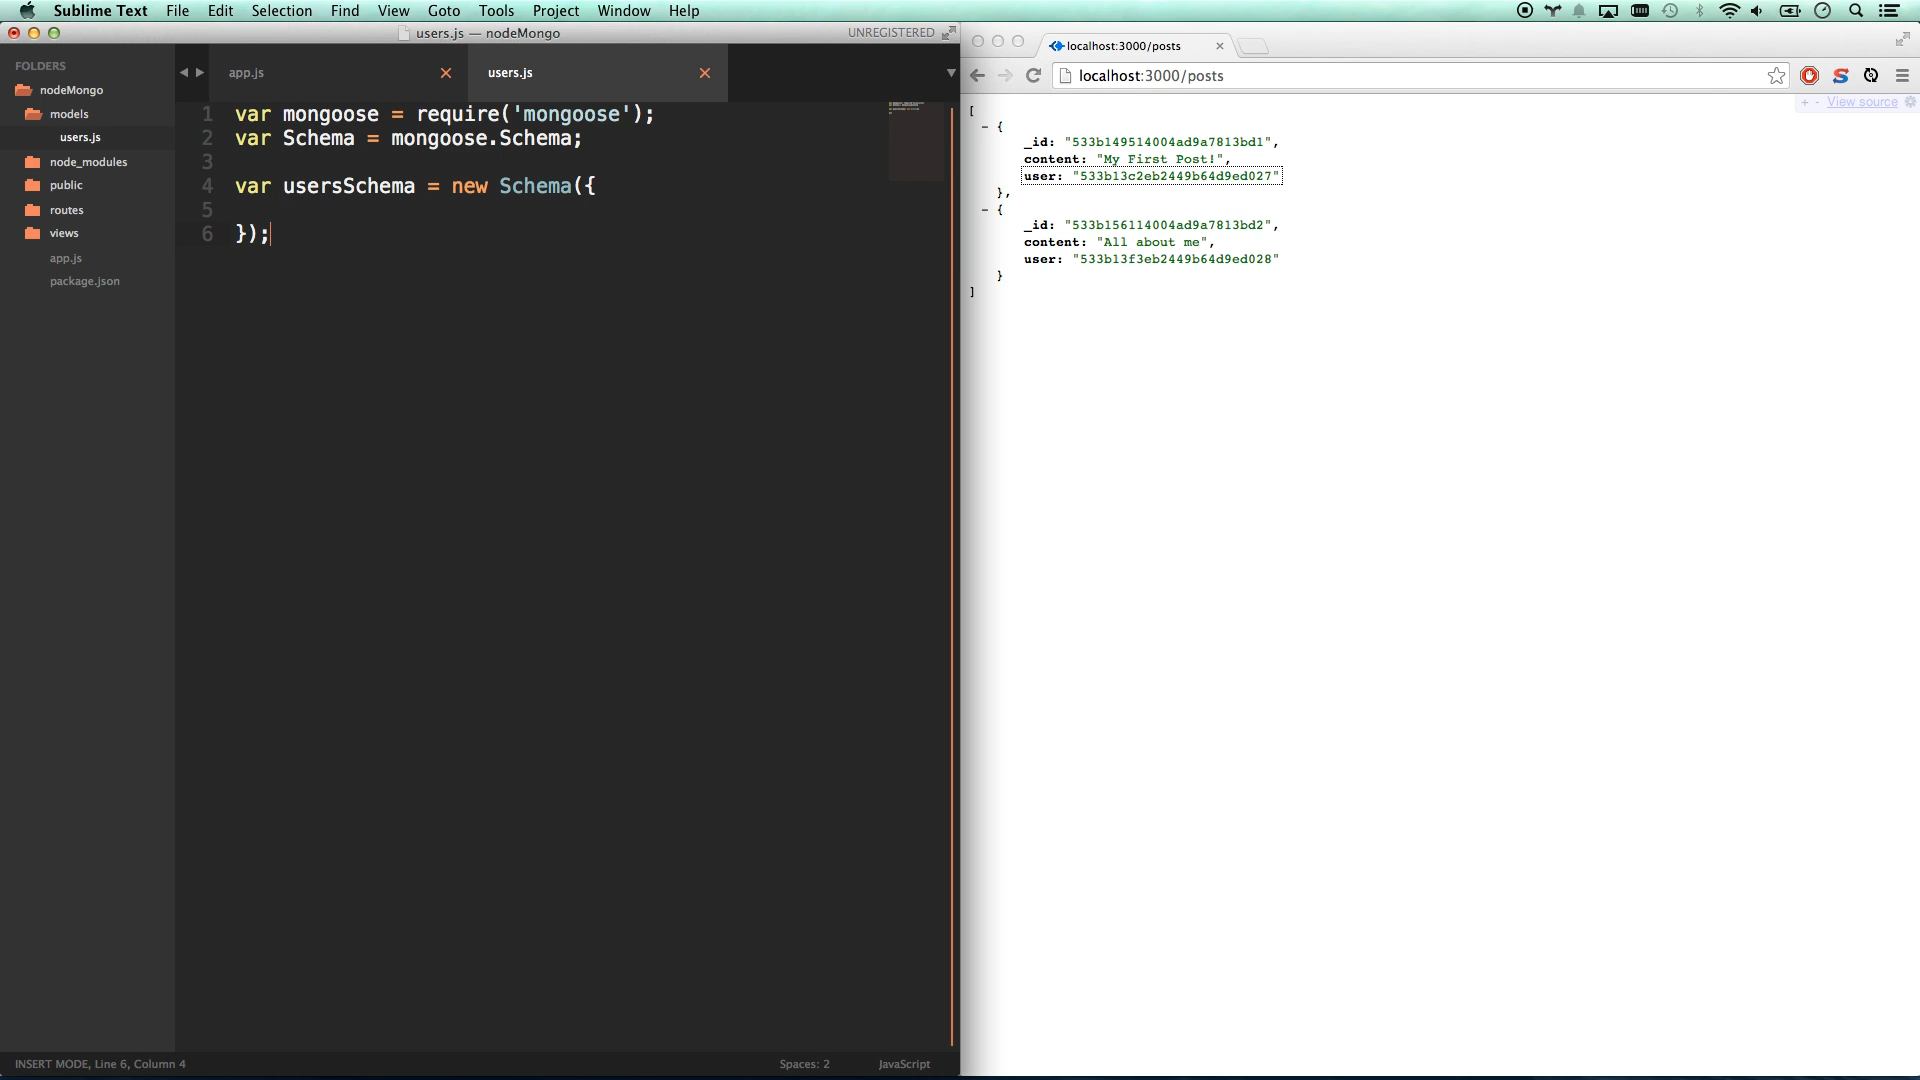 Sublime Text File Edit Selection Find View Goto Tools Project Window Help
users.js — nodeMongo UNREGISTERED
FOLDERS
nodeMongo
models
users.js
node_modules
public
routes
views
app.js
package.json
app.js users.js
1 var mongoose = require('mongoose');
2 var Schema = mongoose.Schema;
3
4 var usersSchema = new Schema({
5
6 });
INSERT MODE, Line 6, Column 4 Spaces: 2 JavaScript
localhost:3000/posts
localhost:3000/posts
+ - View source
[
- {
_id: "533b149514004ad9a7813bd1",
content: "My First Post!",
user: "533b13c2eb2449b64d9ed027"
},
- {
_id: "533b156114004ad9a7813bd2",
content: "All about me",
user: "533b13f3eb2449b64d9ed028"
}
]